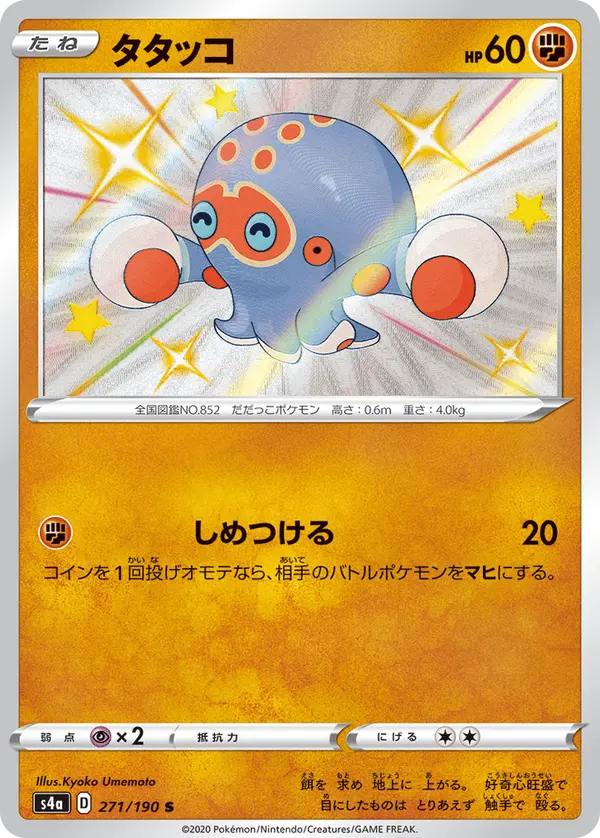 たね タタッコ HP60
全国図鑑NO.852 だだっこポケモン 高さ：0.6m 重さ：4.0kg
しめつける 20
コインを1回投げオモテなら、相手のバトルポケモンをマヒにする。
弱点 ×2 抵抗力 にげる
Illus.Kyoko Umemoto
s4a D 271/190 S
餌を 求め 地上に 上がる。 好奇心旺盛で
目にしたものは とりあえず 触手で 殴る。
©2020 Pokémon/Nintendo/Creatures/GAME FREAK.